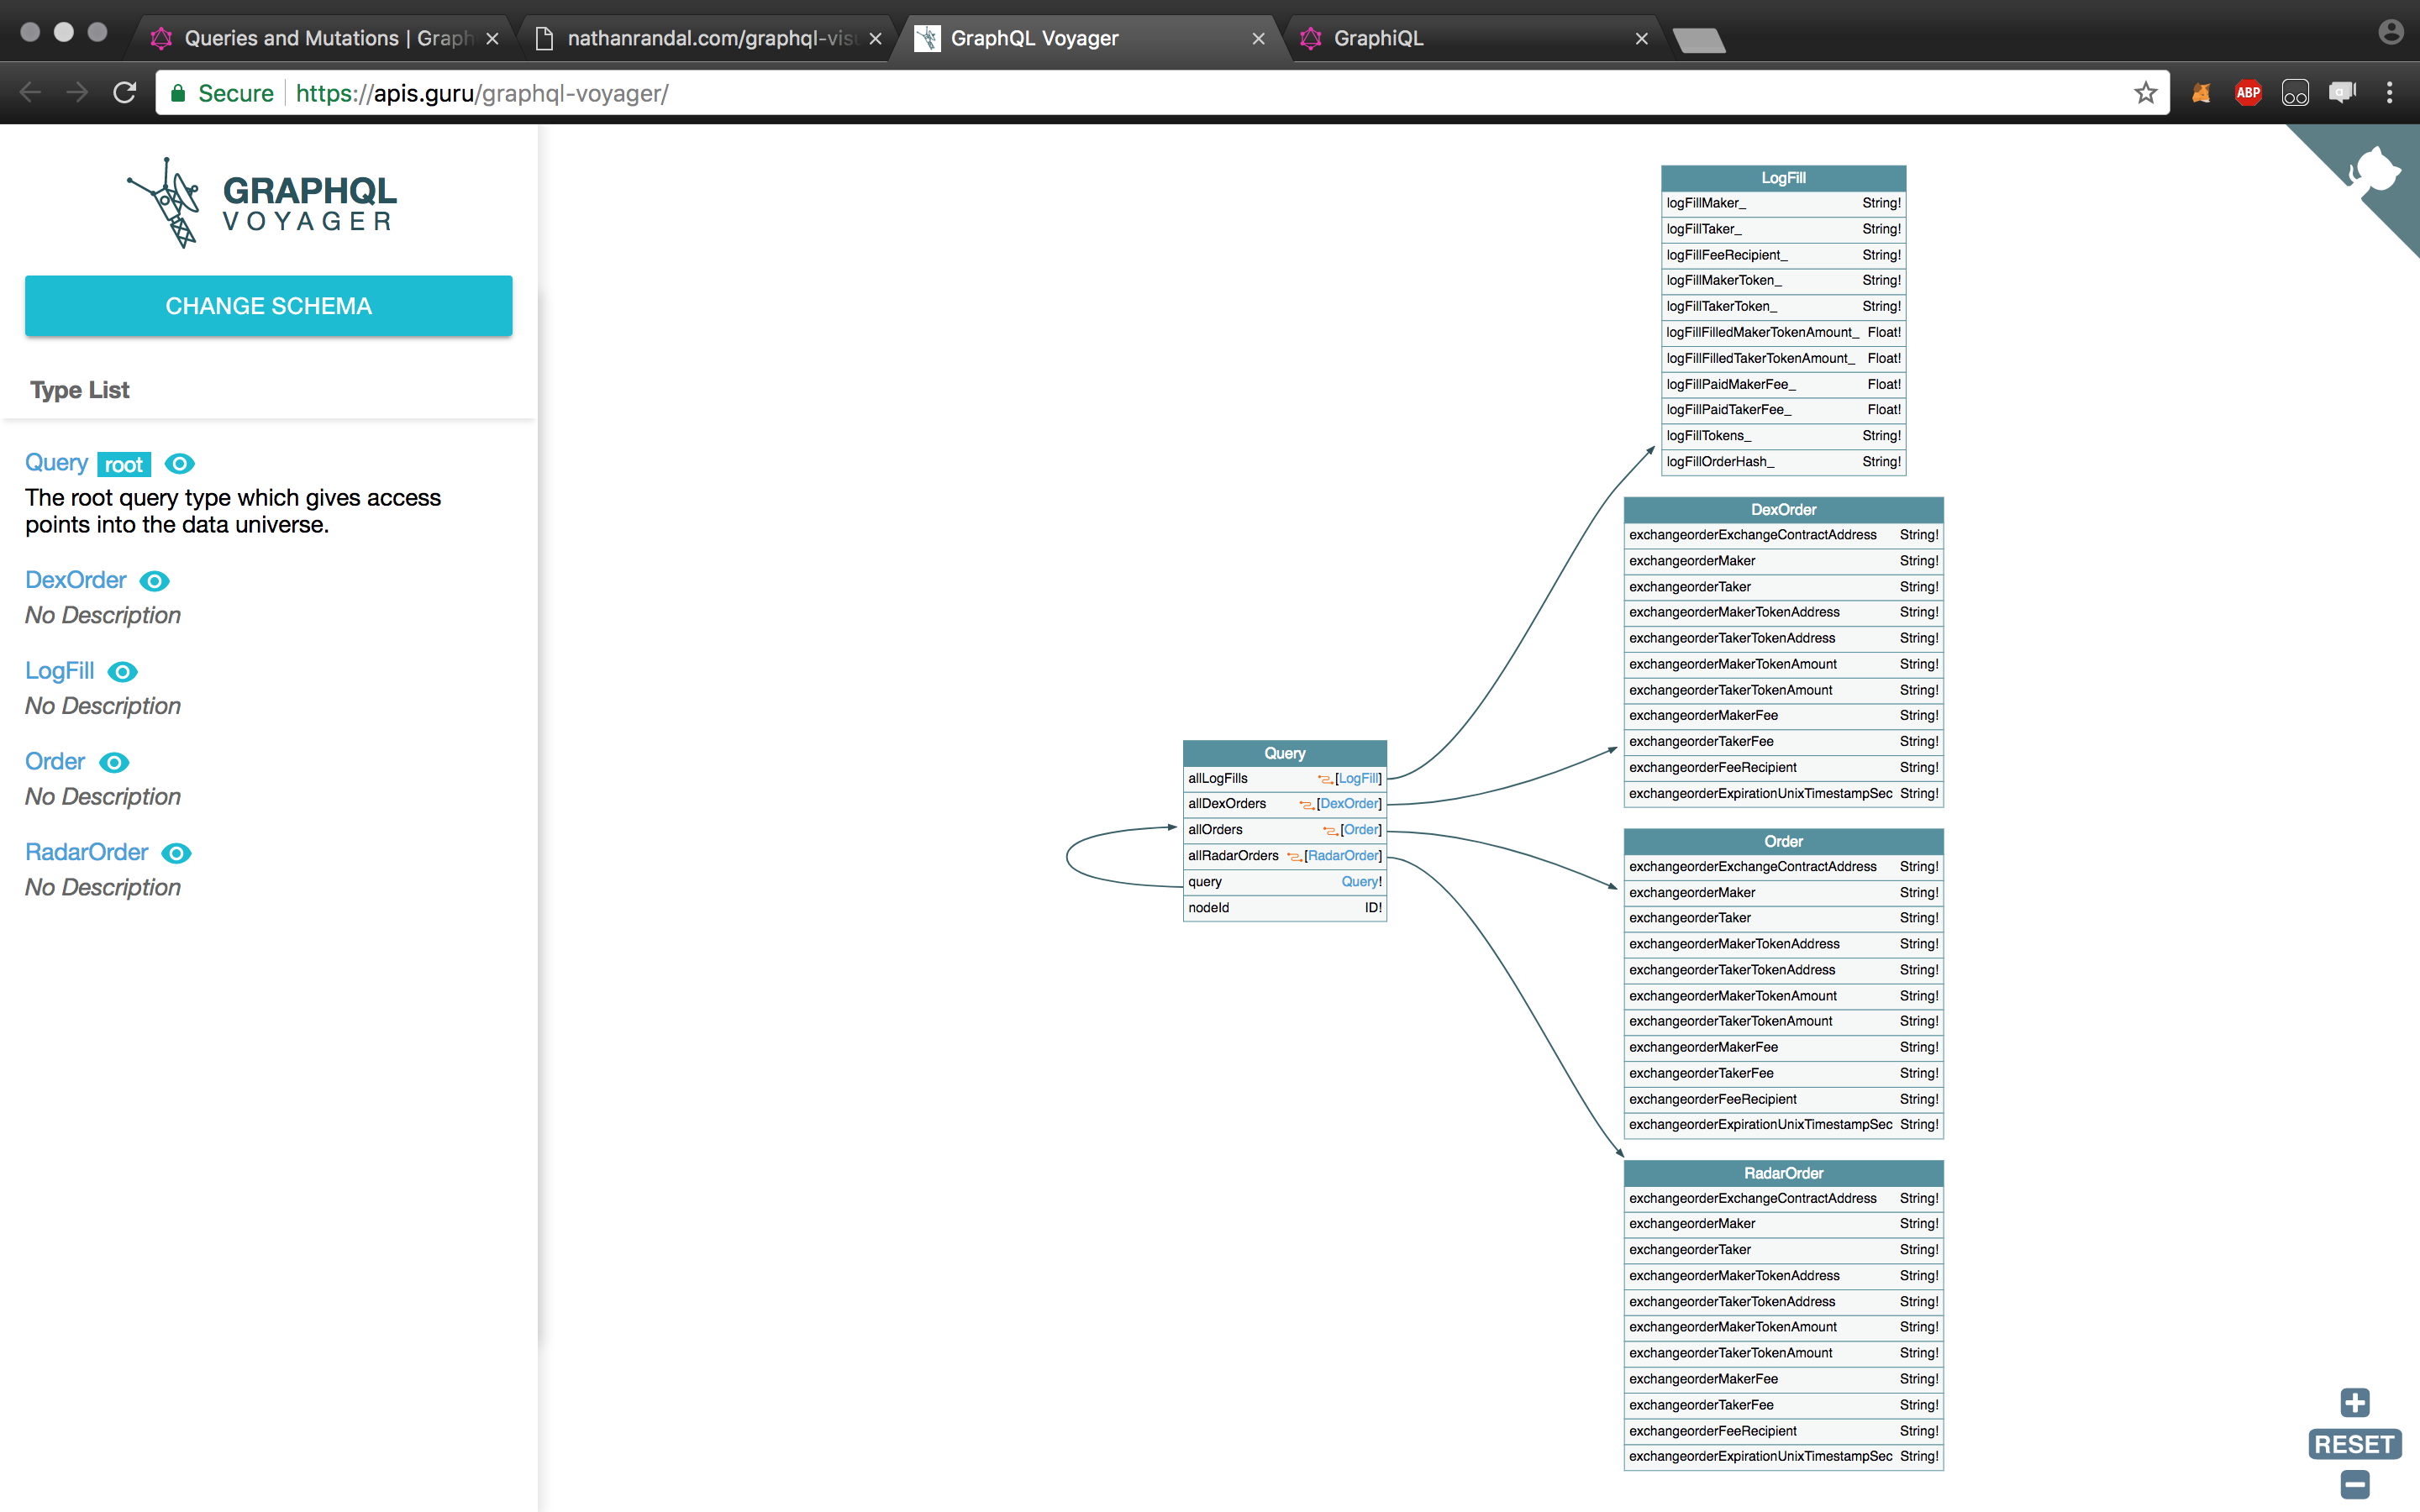 Queries and Mutations | Graph
nathanrandal.com/graphql-vis
GraphQL Voyager
GraphiQL
Secure https://apis.guru/graphql-voyager/
ABP
GRAPHQL
VOYAGER
CHANGE SCHEMA
Type List
Query root
The root query type which gives access
points into the data universe.
DexOrder
No Description
LogFill
No Description
Order
No Description
RadarOrder
No Description
Query
allLogFills [LogFill]
allDexOrders [DexOrder]
allOrders [Order]
allRadarOrders [RadarOrder]
query Query!
nodeId ID!
LogFill
logFillMaker_ String!
logFillTaker_ String!
logFillFeeRecipient_ String!
logFillMakerToken_ String!
logFillTakerToken_ String!
logFillFilledMakerTokenAmount_ Float!
logFillFilledTakerTokenAmount_ Float!
logFillPaidMakerFee_ Float!
logFillPaidTakerFee_ Float!
logFillTokens_ String!
logFillOrderHash_ String!
DexOrder
exchangeorderExchangeContractAddress String!
exchangeorderMaker String!
exchangeorderTaker String!
exchangeorderMakerTokenAddress String!
exchangeorderTakerTokenAddress String!
exchangeorderMakerTokenAmount String!
exchangeorderTakerTokenAmount String!
exchangeorderMakerFee String!
exchangeorderTakerFee String!
exchangeorderFeeRecipient String!
exchangeorderExpirationUnixTimestampSec String!
Order
exchangeorderExchangeContractAddress String!
exchangeorderMaker String!
exchangeorderTaker String!
exchangeorderMakerTokenAddress String!
exchangeorderTakerTokenAddress String!
exchangeorderMakerTokenAmount String!
exchangeorderTakerTokenAmount String!
exchangeorderMakerFee String!
exchangeorderTakerFee String!
exchangeorderFeeRecipient String!
exchangeorderExpirationUnixTimestampSec String!
RadarOrder
exchangeorderExchangeContractAddress String!
exchangeorderMaker String!
exchangeorderTaker String!
exchangeorderMakerTokenAddress String!
exchangeorderTakerTokenAddress String!
exchangeorderMakerTokenAmount String!
exchangeorderTakerTokenAmount String!
exchangeorderMakerFee String!
exchangeorderTakerFee String!
exchangeorderFeeRecipient String!
exchangeorderExpirationUnixTimestampSec String!
RESET